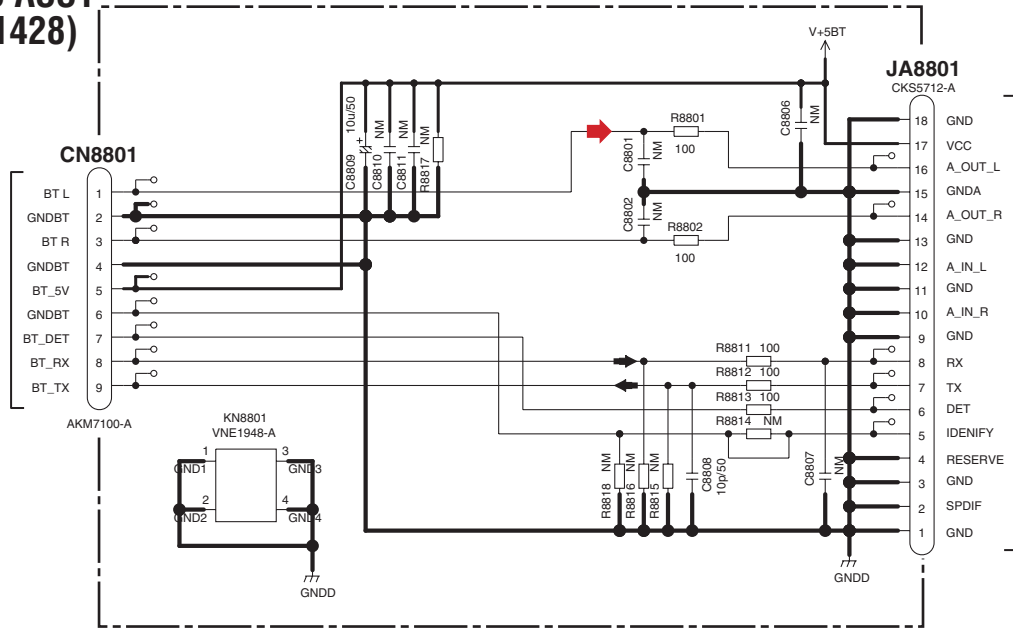 1428)
V+5BT
JA8801
CKS5712-A
CN8801
BT L 1
GNDBT 2
BT R 3
GNDBT 4
BT_5V 5
GNDBT 6
BT_DET 7
BT_RX 8
BT_TX 9
AKM7100-A
C8809 10u/50
+
C8810 NM
C8811 NM
R8817 NM
C8801 NM
C8802 NM
R8801
100
R8802
100
C8806 NM
18 GND
17 VCC
16 A_OUT_L
15 GNDA
14 A_OUT_R
13 GND
12 A_IN_L
11 GND
10 A_IN_R
9 GND
8 RX
7 TX
6 DET
5 IDENIFY
4 RESERVE
3 GND
2 SPDIF
1 GND
R8811 100
R8812 100
R8813 100
R8814 NM
R8818 NM
R8816 NM
R8815 NM
C8808
10p/50
C8807 NM
KN8801
VNE1948-A
1 3
GND1 GND3
2 4
GND2 GND4
GNDD
GNDD